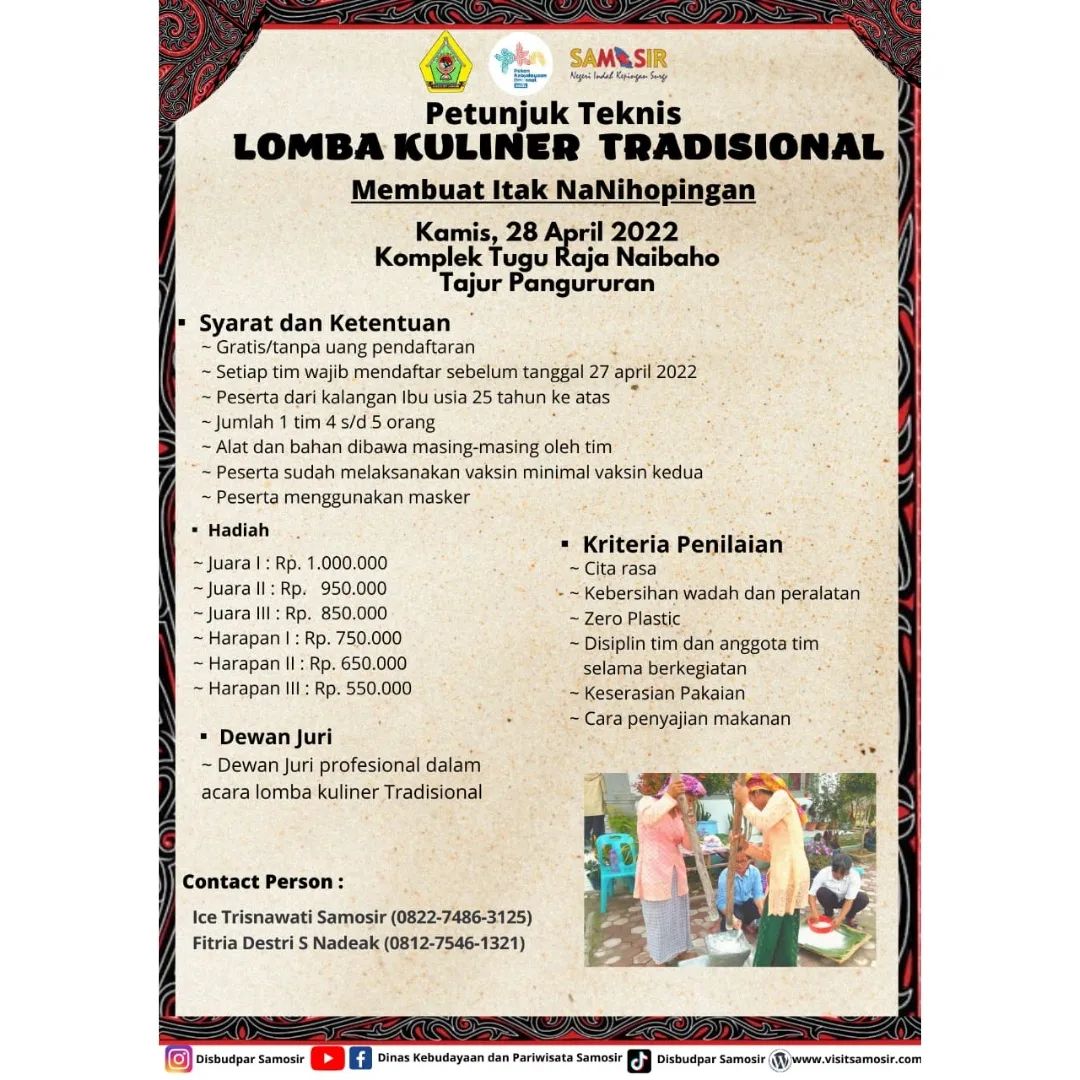 pkn
Pekan
Kebudayaan
SAMOSIR
Negeri Indah Kepingan Surga
Petunjuk Teknis
LOMBA KULINER TRADISIONAL
Membuat Itak NaNihopingan
Kamis, 28 April 2022
Komplek Tugu Raja Naibaho
Tajur Pangururan
▪ Syarat dan Ketentuan
~ Gratis/tanpa uang pendaftaran
~ Setiap tim wajib mendaftar sebelum tanggal 27 april 2022
~ Peserta dari kalangan Ibu usia 25 tahun ke atas
~ Jumlah 1 tim 4 s/d 5 orang
~ Alat dan bahan dibawa masing-masing oleh tim
~ Peserta sudah melaksanakan vaksin minimal vaksin kedua
~ Peserta menggunakan masker
▪ Hadiah
~ Juara I : Rp. 1.000.000
~ Juara II : Rp. 950.000
~ Juara III : Rp. 850.000
~ Harapan I : Rp. 750.000
~ Harapan II : Rp. 650.000
~ Harapan III : Rp. 550.000
▪ Kriteria Penilaian
~ Cita rasa
~ Kebersihan wadah dan peralatan
~ Zero Plastic
~ Disiplin tim dan anggota tim
selama berkegiatan
~ Keserasian Pakaian
~ Cara penyajian makanan
▪ Dewan Juri
~ Dewan Juri profesional dalam
acara lomba kuliner Tradisional
Contact Person :
Ice Trisnawati Samosir (0822-7486-3125)
Fitria Destri S Nadeak (0812-7546-1321)
Disbudpar Samosir Dinas Kebudayaan dan Pariwisata Samosir Disbudpar Samosir www.visitsamosir.com